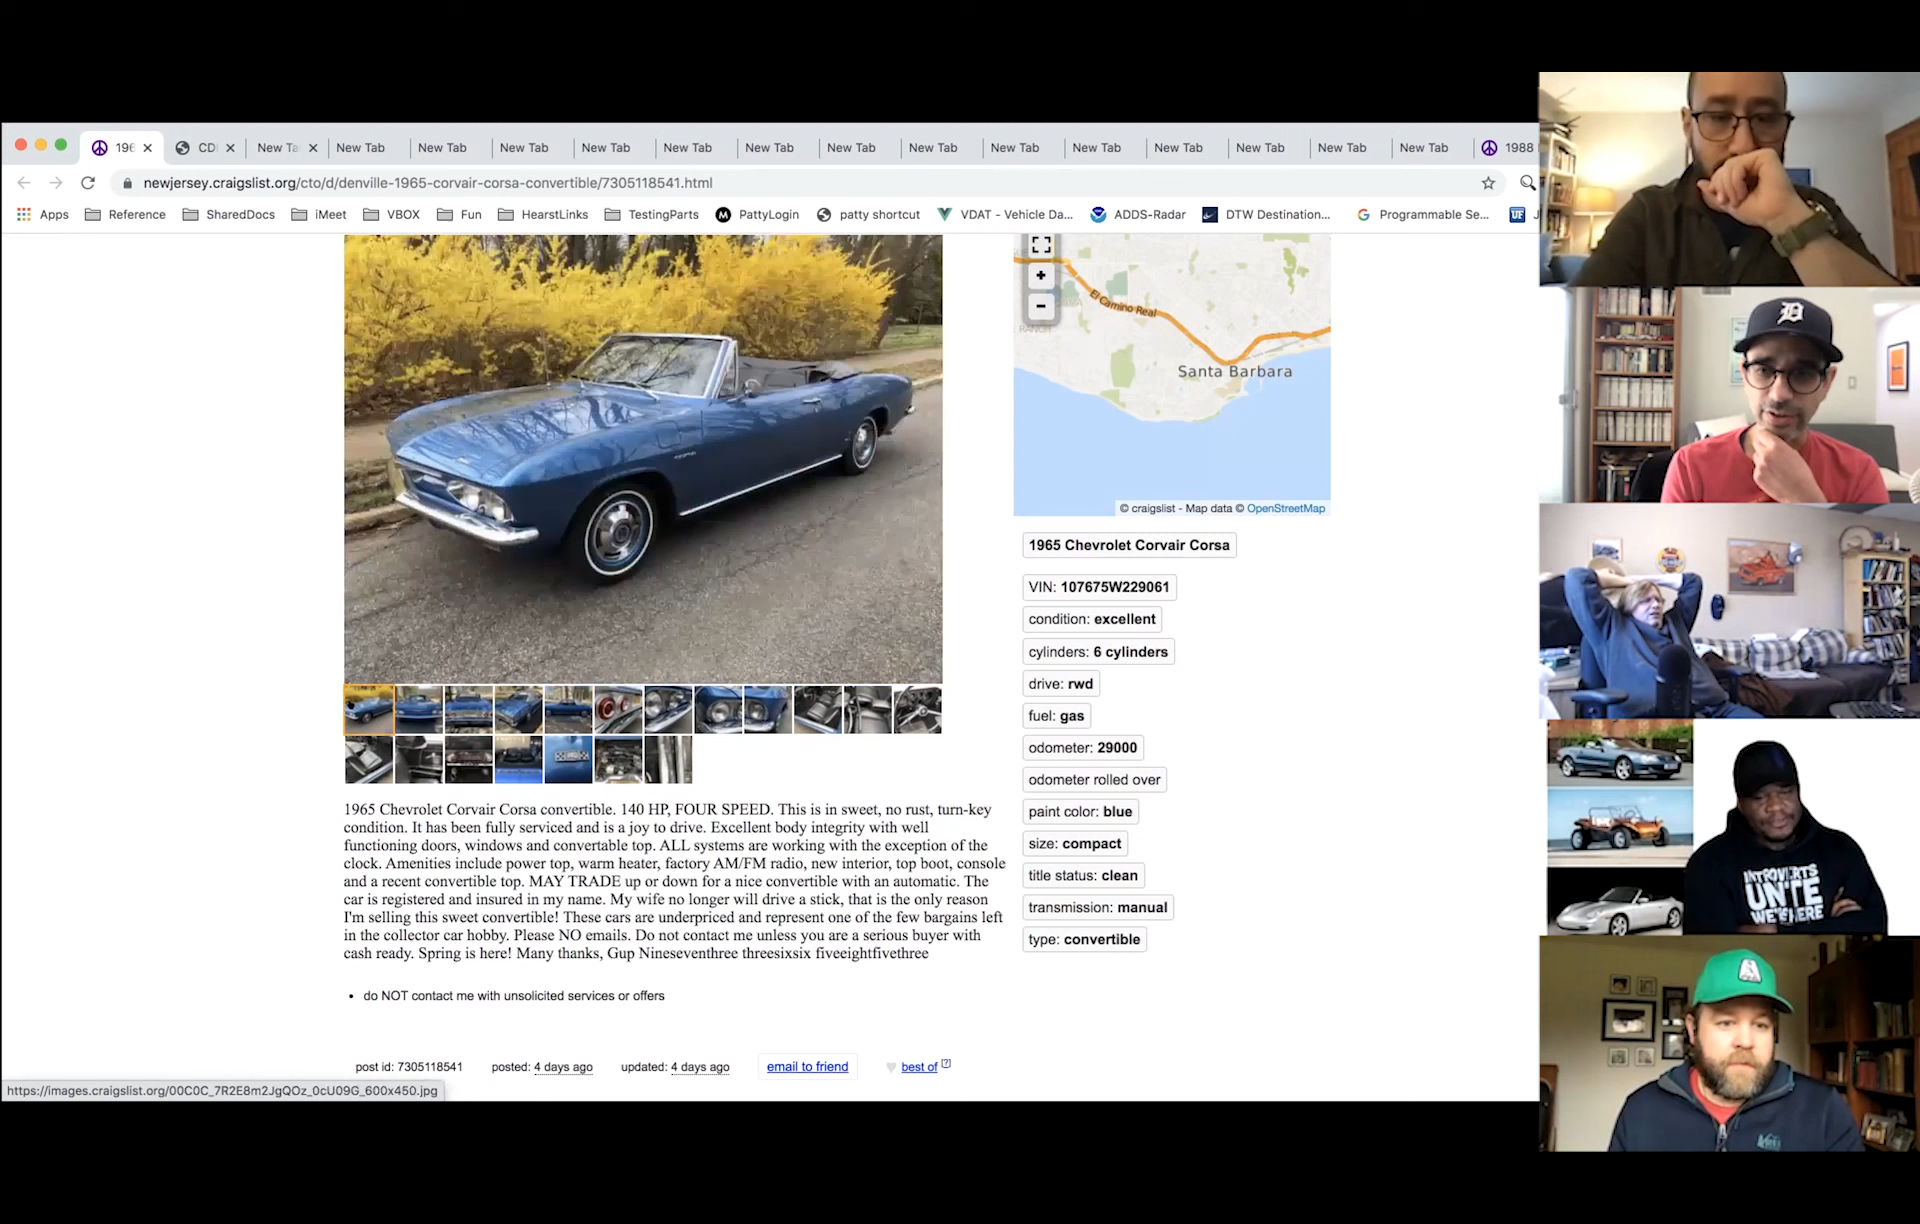 196
CD
New Ta
New Tab
New Tab
New Tab
New Tab
New Tab
New Tab
New Tab
New Tab
New Tab
New Tab
New Tab
New Tab
New Tab
New Tab
1988
newjersey.craigslist.org/cto/d/denville-1965-corvair-corsa-convertible/7305118541.html
Apps Reference SharedDocs iMeet VBOX Fun HearstLinks TestingParts PattyLogin patty shortcut VDAT - Vehicle Da... ADDS-Radar DTW Destination... Programmable Se... UF J
El Camino Real
RANCH
Santa Barbara
© craigslist - Map data © OpenStreetMap
1965 Chevrolet Corvair Corsa
VIN: 107675W229061
condition: excellent
cylinders: 6 cylinders
drive: rwd
fuel: gas
odometer: 29000
odometer rolled over
paint color: blue
size: compact
title status: clean
transmission: manual
type: convertible
1965 Chevrolet Corvair Corsa convertible. 140 HP, FOUR SPEED. This is in sweet, no rust, turn-key
condition. It has been fully serviced and is a joy to drive. Excellent body integrity with well
functioning doors, windows and convertable top. ALL systems are working with the exception of the
clock. Amenities include power top, warm heater, factory AM/FM radio, new interior, top boot, console
and a recent convertible top. MAY TRADE up or down for a nice convertible with an automatic. The
car is registered and insured in my name. My wife no longer will drive a stick, that is the only reason
I'm selling this sweet convertible! These cars are underpriced and represent one of the few bargains left
in the collector car hobby. Please NO emails. Do not contact me unless you are a serious buyer with
cash ready. Spring is here! Many thanks, Gup Nineseventhree threesixsix fiveeightfivethree
do NOT contact me with unsolicited services or offers
post id: 7305118541 posted: 4 days ago updated: 4 days ago email to friend best of [?]
https://images.craigslist.org/00C0C_7R2E8m2JgQOz_0cU09G_600x450.jpg
D
INTROVERTS
UNITE
WE'RE HERE
A